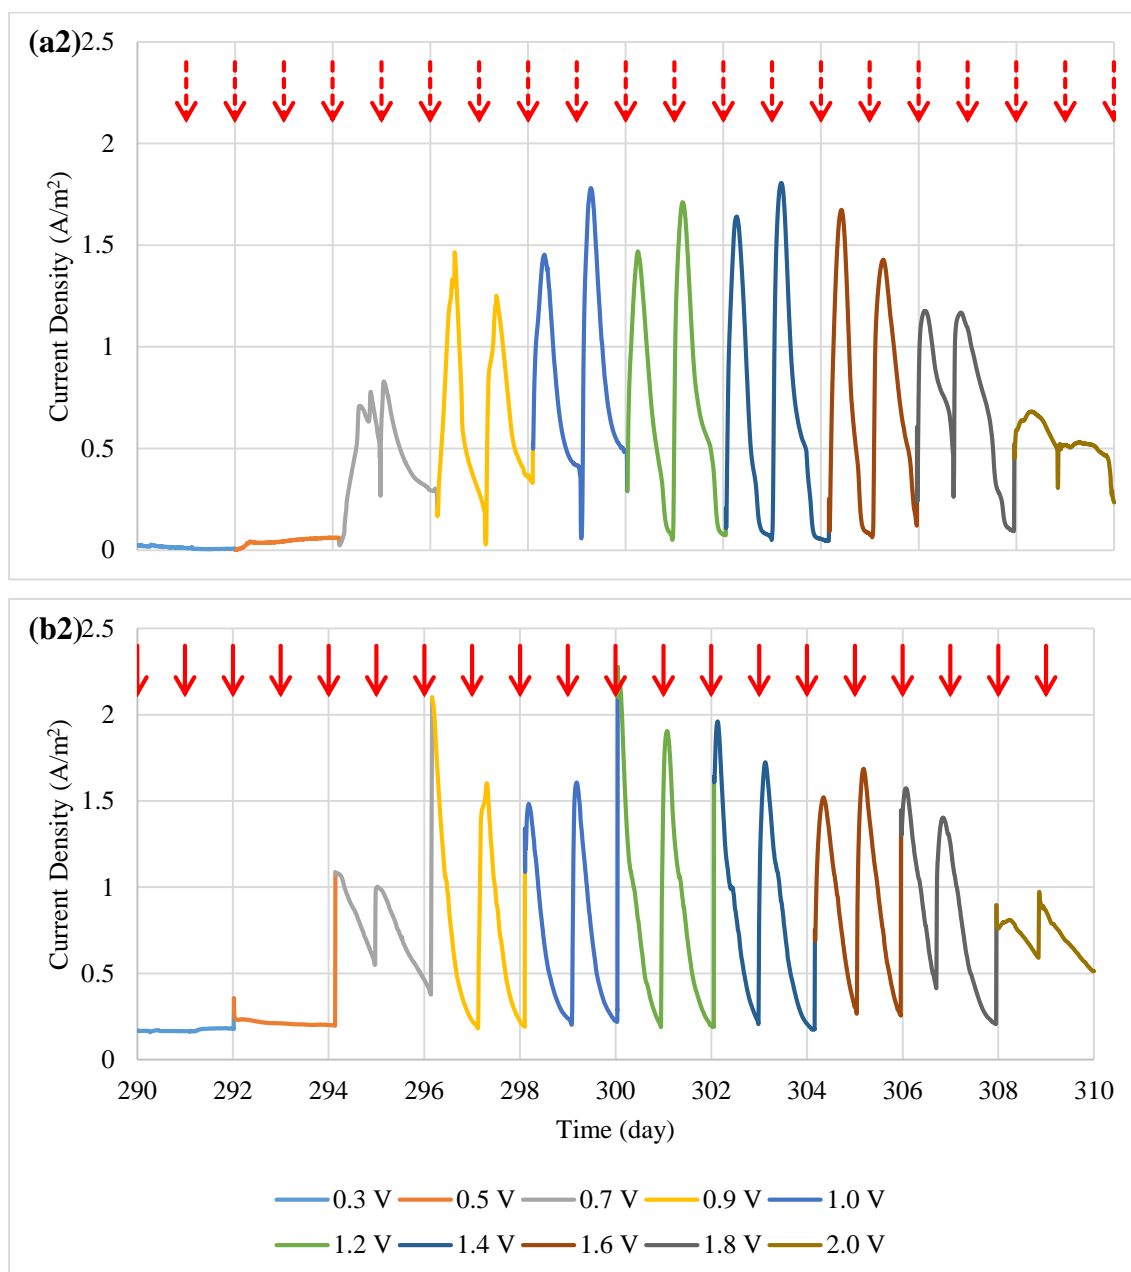 (a2)
2.5
2
1.5
1
0.5
0
Current Density (A/m²)
(b2)
2.5
2
1.5
1
0.5
0
Current Density (A/m²)
290 292 294 296 298 300 302 304 306 308 310
Time (day)
0.3 V 0.5 V 0.7 V 0.9 V 1.0 V
1.2 V 1.4 V 1.6 V 1.8 V 2.0 V